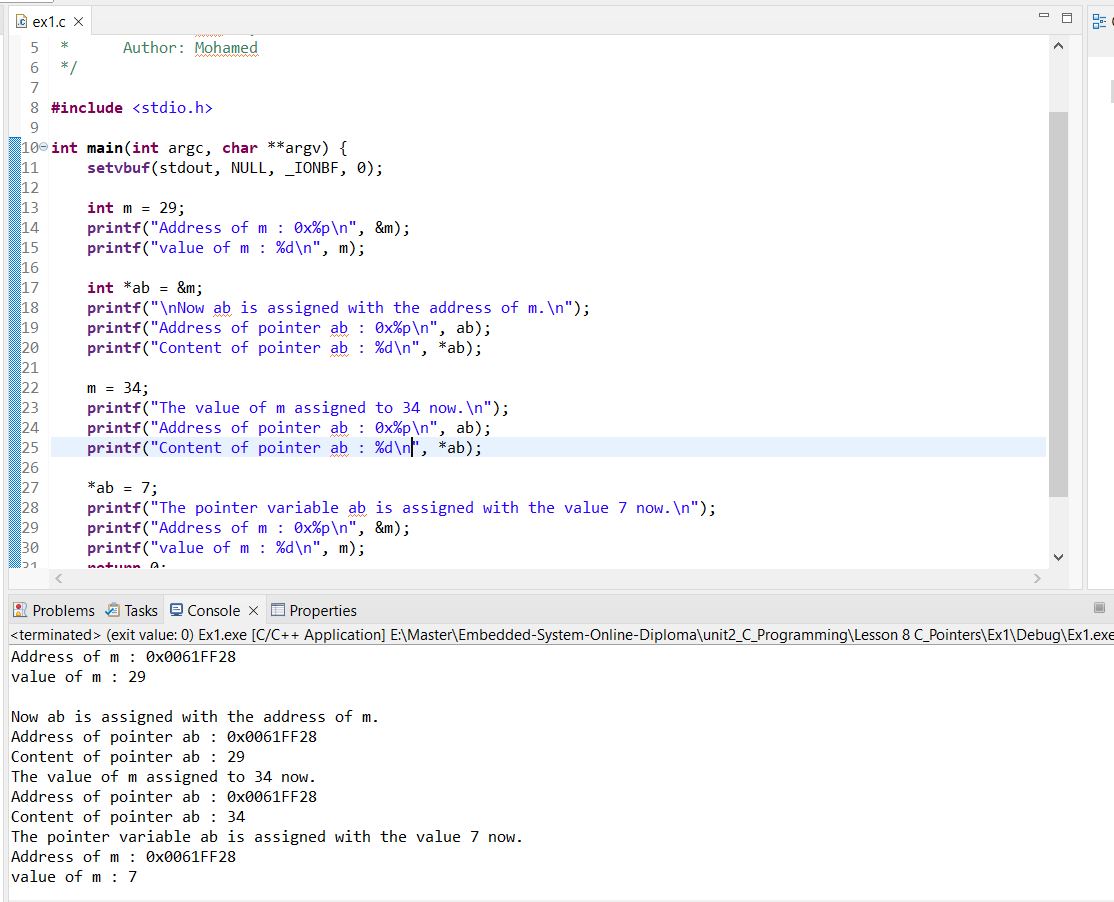 ex1.c
5 *      Author: Mohamed
6 */
7
8 #include <stdio.h>
9
10 int main(int argc, char **argv) {
11     setvbuf(stdout, NULL, _IONBF, 0);
12
13     int m = 29;
14     printf("Address of m : 0x%p\n", &m);
15     printf("value of m : %d\n", m);
16
17     int *ab = &m;
18     printf("\nNow ab is assigned with the address of m.\n");
19     printf("Address of pointer ab : 0x%p\n", ab);
20     printf("Content of pointer ab : %d\n", *ab);
21
22     m = 34;
23     printf("The value of m assigned to 34 now.\n");
24     printf("Address of pointer ab : 0x%p\n", ab);
25     printf("Content of pointer ab : %d\n", *ab);
26
27     *ab = 7;
28     printf("The pointer variable ab is assigned with the value 7 now.\n");
29     printf("Address of m : 0x%p\n", &m);
30     printf("value of m : %d\n", m);
31     return 0;
Problems Tasks Console Properties
<terminated> (exit value: 0) Ex1.exe [C/C++ Application] E:\Master\Embedded-System-Online-Diploma\unit2_C_Programming\Lesson 8 C_Pointers\Ex1\Debug\Ex1.exe
Address of m : 0x0061FF28
value of m : 29

Now ab is assigned with the address of m.
Address of pointer ab : 0x0061FF28
Content of pointer ab : 29
The value of m assigned to 34 now.
Address of pointer ab : 0x0061FF28
Content of pointer ab : 34
The pointer variable ab is assigned with the value 7 now.
Address of m : 0x0061FF28
value of m : 7